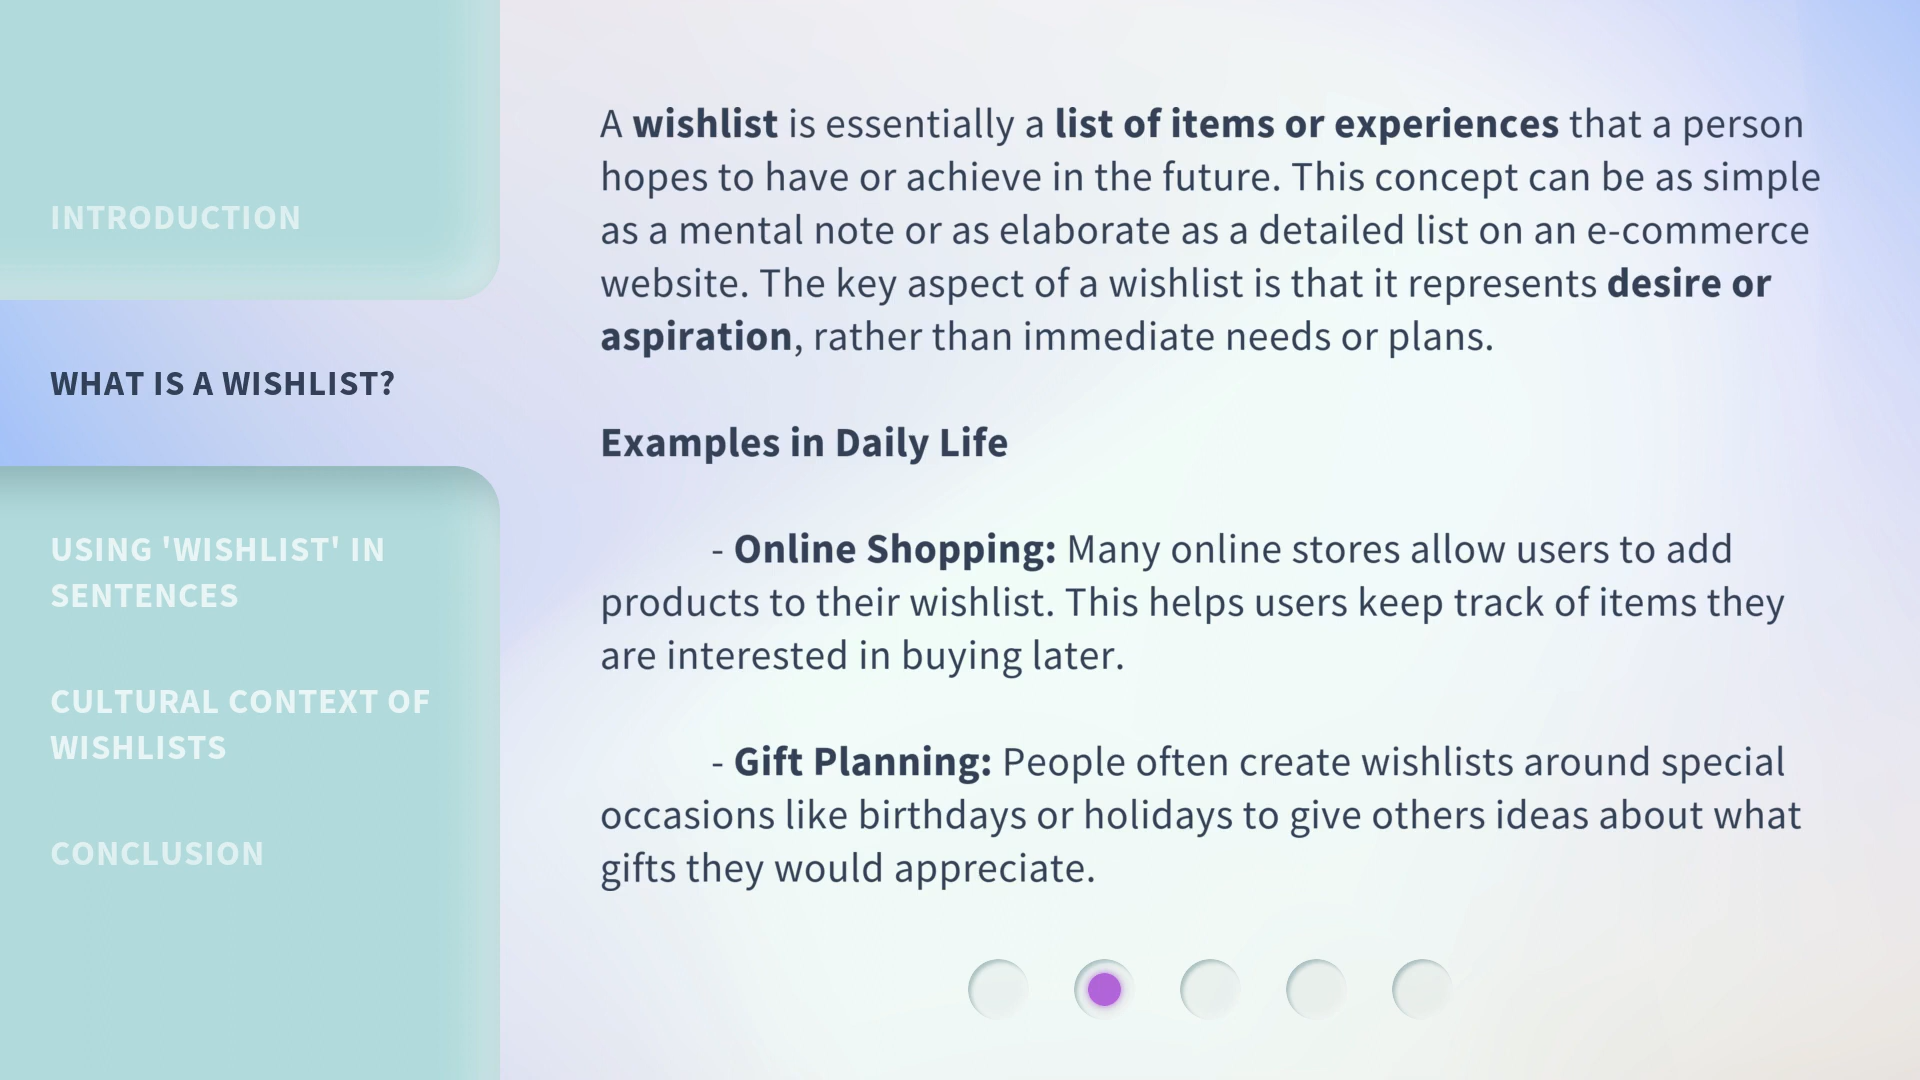 INTRODUCTION
WHAT IS A WISHLIST?
USING 'WISHLIST' IN
SENTENCES
CULTURAL CONTEXT OF
WISHLISTS
CONCLUSION
A wishlist is essentially a list of items or experiences that a person
hopes to have or achieve in the future. This concept can be as simple
as a mental note or as elaborate as a detailed list on an e-commerce
website. The key aspect of a wishlist is that it represents desire or
aspiration, rather than immediate needs or plans.
Examples in Daily Life
- Online Shopping: Many online stores allow users to add
products to their wishlist. This helps users keep track of items they
are interested in buying later.
- Gift Planning: People often create wishlists around special
occasions like birthdays or holidays to give others ideas about what
gifts they would appreciate.